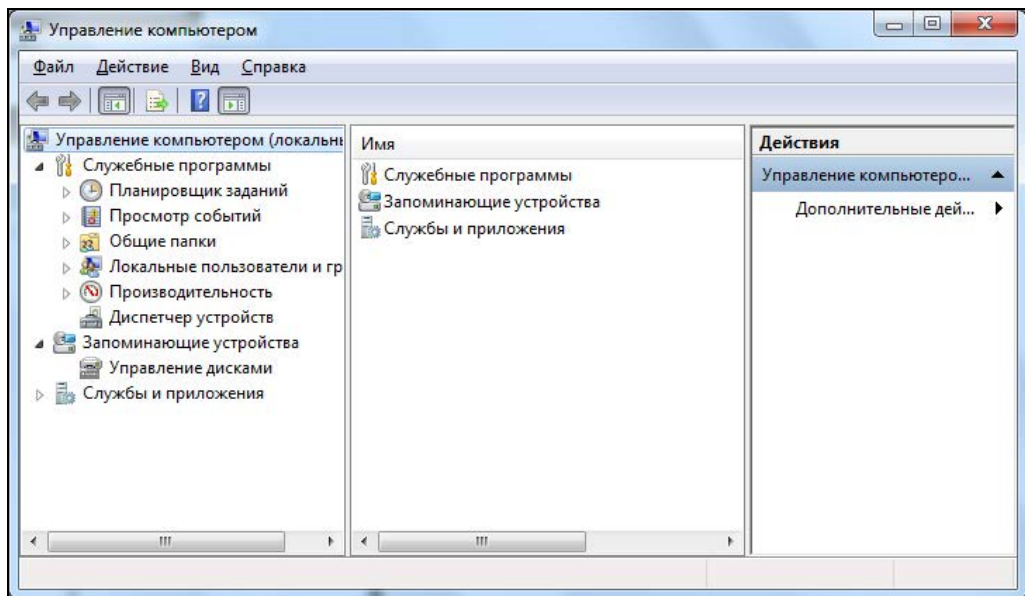 Управление компьютером
Файл Действие Вид Справка
Управление компьютером (локальны
Служебные программы
Планировщик заданий
Просмотр событий
Общие папки
Локальные пользователи и гр
Производительность
Диспетчер устройств
Запоминающие устройства
Управление дисками
Службы и приложения
Имя
Служебные программы
Запоминающие устройства
Службы и приложения
Действия
Управление компьютеро...
Дополнительные дей...